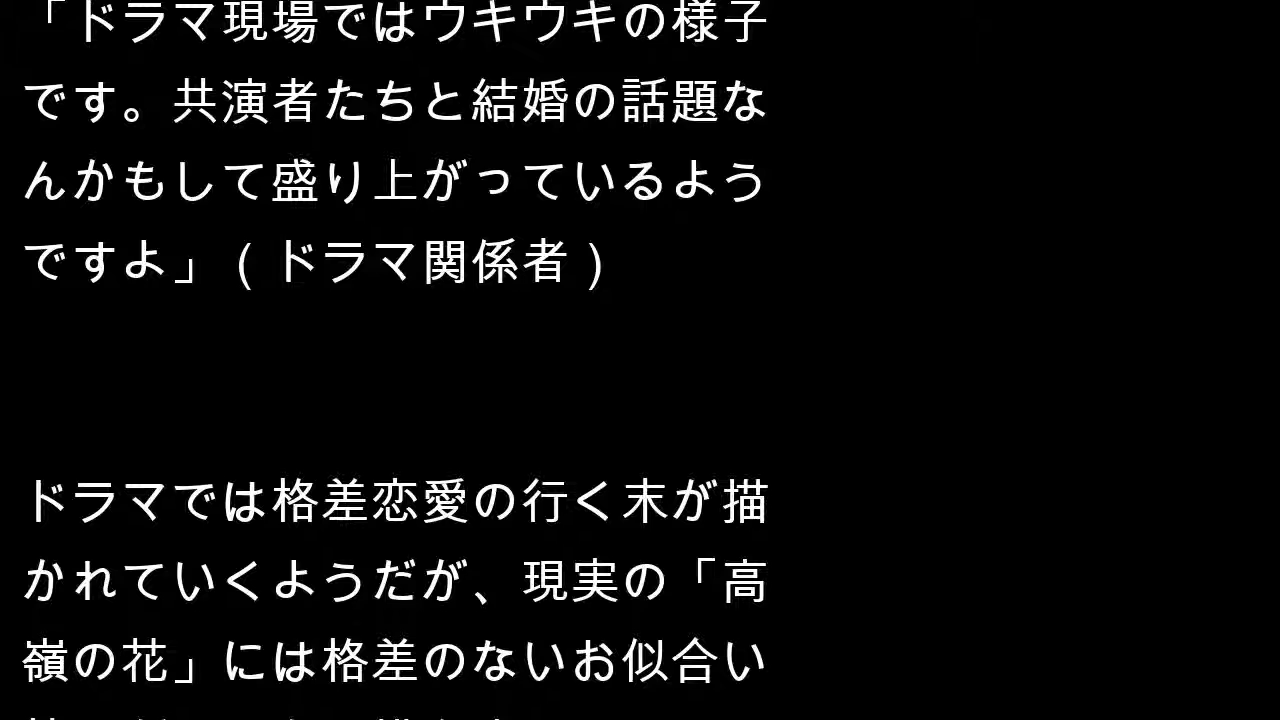 「ドラマ現場ではウキウキの様子
です。共演者たちと結婚の話題な
んかもして盛り上がっているよう
ですよ」( ドラマ関係者 )
ドラマでは格差恋愛の行く末が描
かれていくようだが、現実の「高
嶺の花」には格差のないお似合い